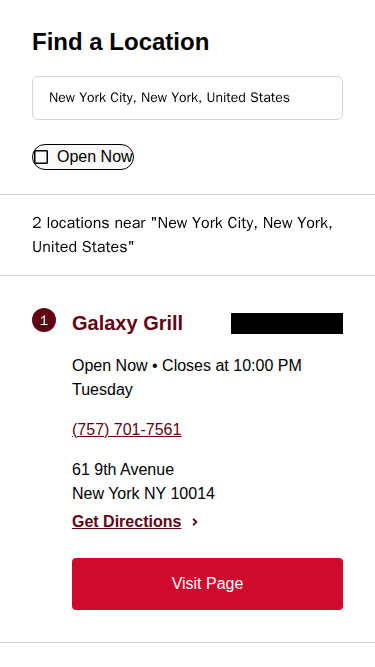 Find a Location
New York City, New York, United States
Open Now
2 locations near "New York City, New York,
United States"
1
Galaxy Grill
Open Now • Closes at 10:00 PM
Tuesday
(757) 701-7561
61 9th Avenue
New York NY 10014
Get Directions
Visit Page